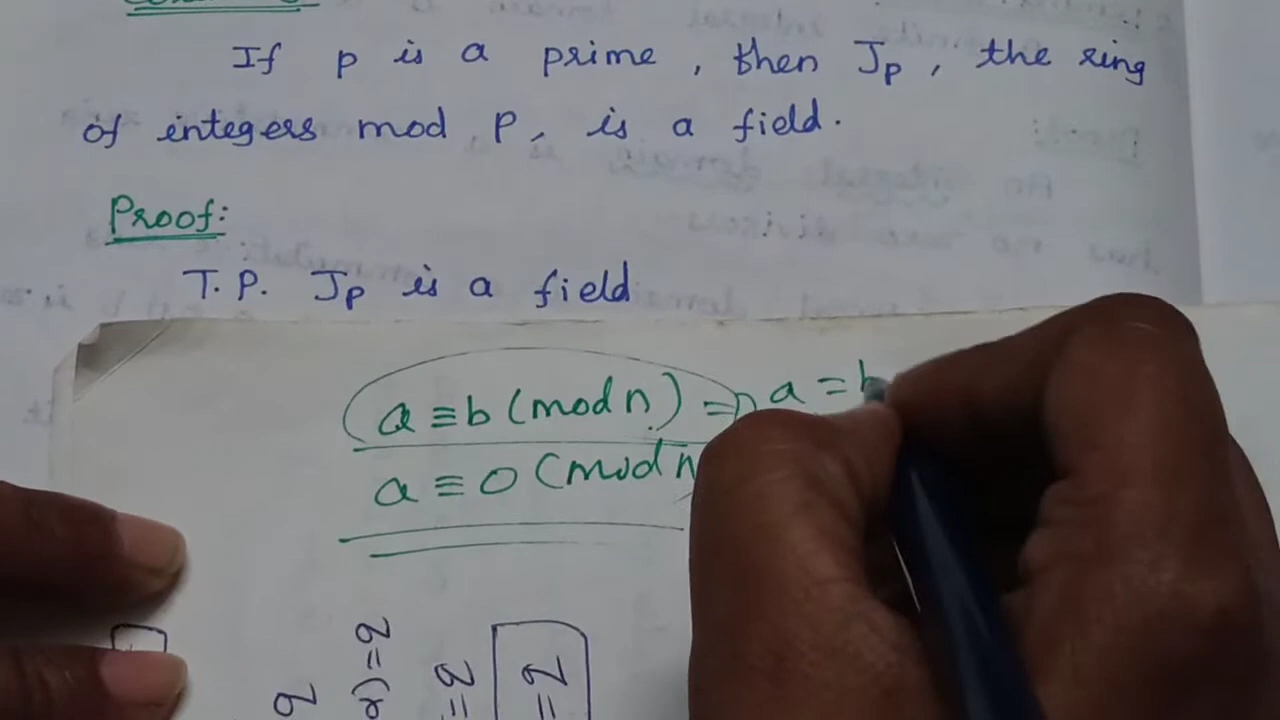 If p is a prime, then Jp, the ring
of integers mod p, is a field.
Proof:
T.P. Jp is a field
a ≡ b (mod n) ⇒ a = b
a ≡ 0 (mod n